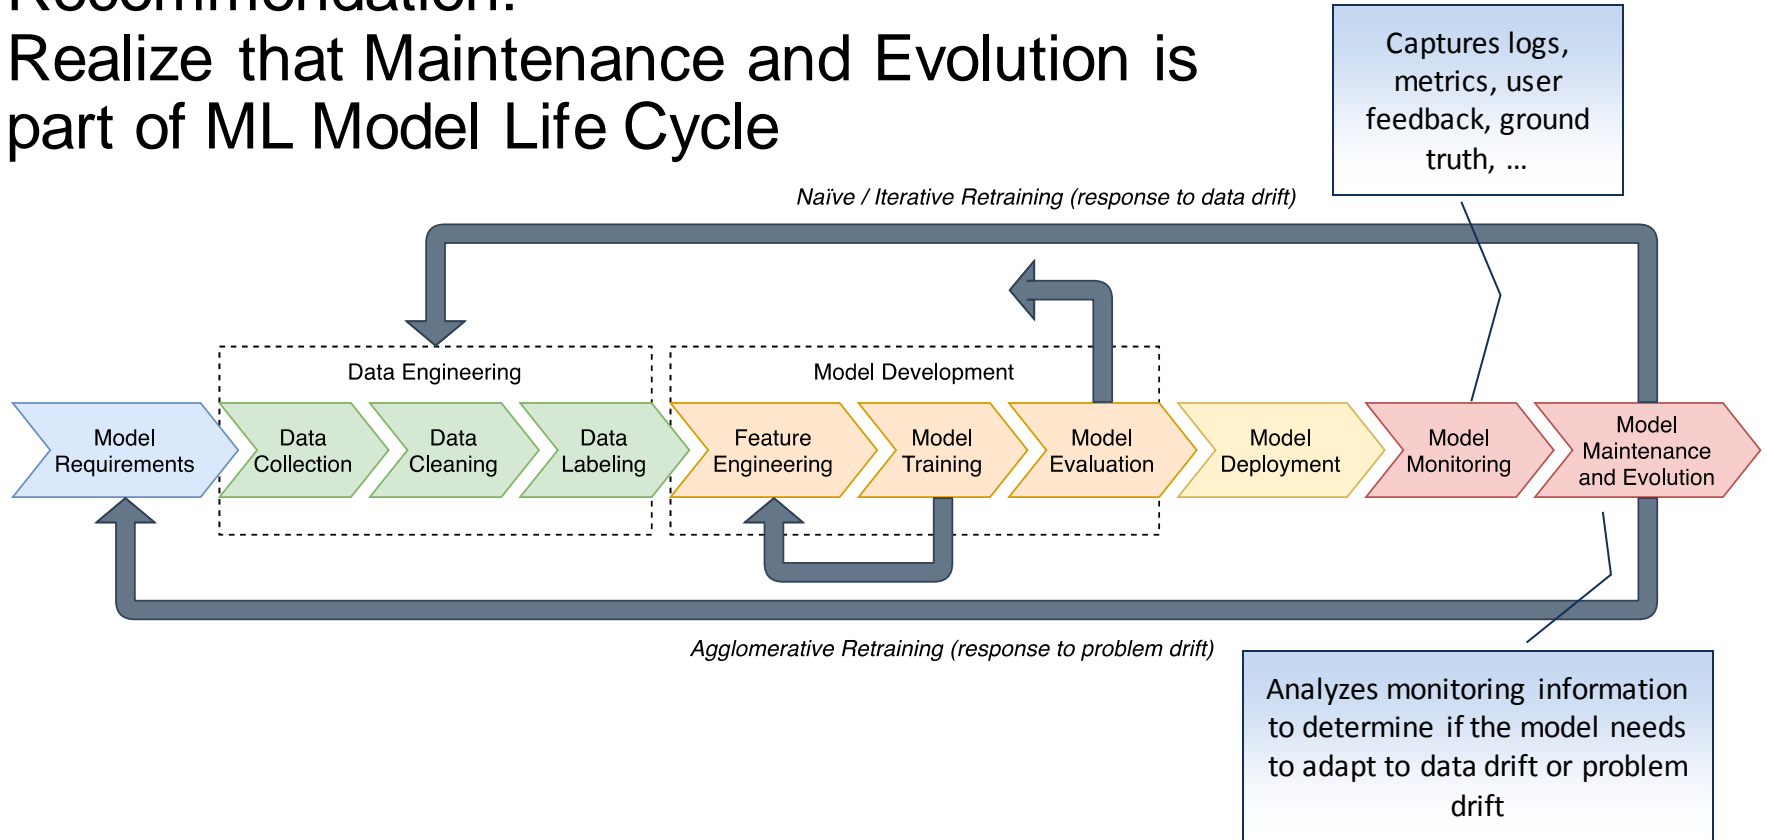 Recommendation:
Realize that Maintenance and Evolution is
part of ML Model Life Cycle
Captures logs,
metrics, user
feedback, ground
truth, ...
Naïve / Iterative Retraining (response to data drift)
Data Engineering
Model Development
Model
Requirements
Data
Collection
Data
Cleaning
Data
Labeling
Feature
Engineering
Model
Training
Model
Evaluation
Model
Deployment
Model
Monitoring
Model
Maintenance
and Evolution
Agglomerative Retraining (response to problem drift)
Analyzes monitoring information
to determine if the model needs
to adapt to data drift or problem
drift